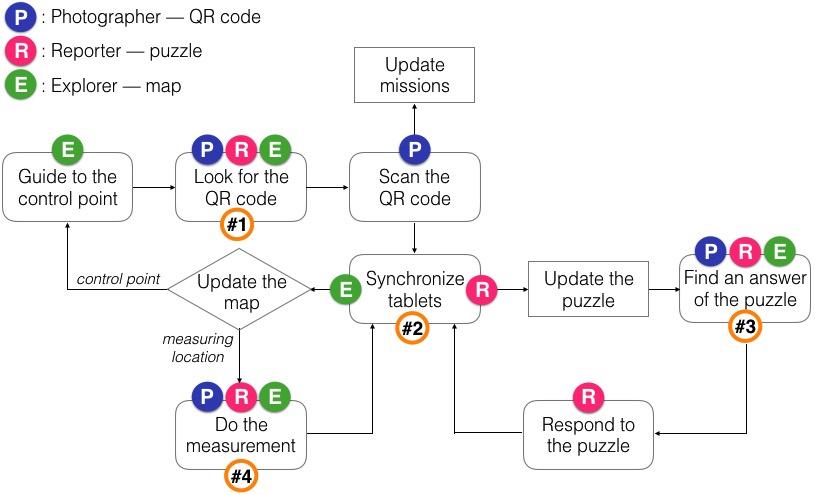 P : Photographer — QR code
R : Reporter — puzzle
E : Explorer — map
Update
missions
E
Guide to the
control point
P R E
Look for the
QR code
#1
P
Scan the
QR code
control point
Update the
map
E
Synchronize
tablets
R
#2
Update the
puzzle
P R E
Find an answer
of the puzzle
#3
measuring
location
P R E
Do the
measurement
#4
R
Respond to
the puzzle